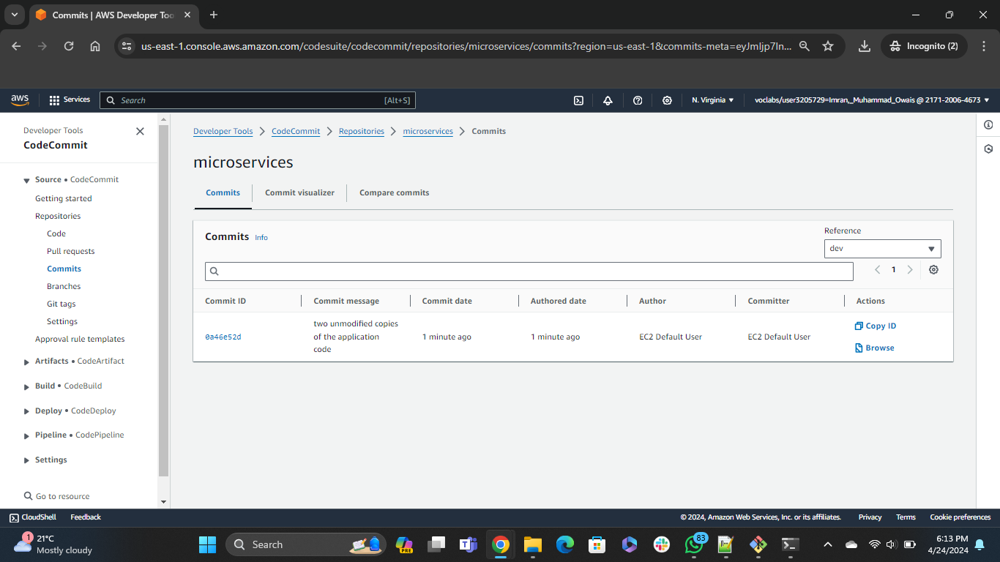 Commits | AWS Developer Too
us-east-1.console.aws.amazon.com/codesuite/codecommit/repositories/microservices/commits?region=us-east-1&commits-meta=eyJmIjp7In...
Incognito (2)
aws
Services
Search
[Alt+S]
N. Virginia
voclabs/user3205729=Imran,_Muhammad_Owais @ 2171-2006-4673
Developer Tools
CodeCommit
Source • CodeCommit
Getting started
Repositories
Code
Pull requests
Commits
Branches
Git tags
Settings
Approval rule templates
Artifacts • CodeArtifact
Build • CodeBuild
Deploy • CodeDeploy
Pipeline • CodePipeline
Settings
Go to resource
Developer Tools > CodeCommit > Repositories > microservices > Commits
microservices
Commits
Commit visualizer
Compare commits
Commits Info
Reference
dev
1
Commit ID
Commit message
Commit date
Authored date
Author
Committer
Actions
0a46e52d
two unmodified copies
of the application
code
1 minute ago
1 minute ago
EC2 Default User
EC2 Default User
Copy ID
Browse
CloudShell
Feedback
© 2024, Amazon Web Services, Inc. or its affiliates.
Privacy
Terms
Cookie preferences
1
21°C
Mostly cloudy
Search
PRE
83
6:13 PM
4/24/2024